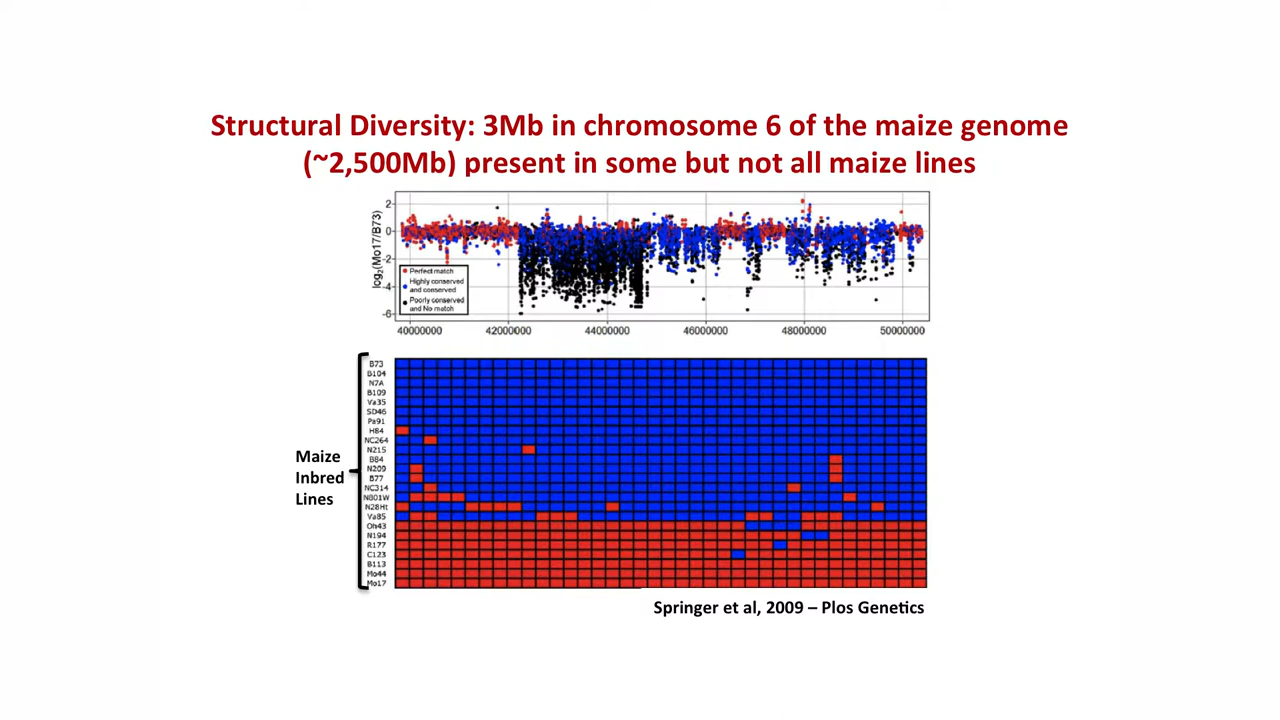 Structural Diversity: 3Mb in chromosome 6 of the maize genome
(~2,500Mb) present in some but not all maize lines
log2(Mo17/B73)
2
0
-2
-4
-6
Perfect match
Highly conserved
and conserved
Poorly conserved
and No match
40000000 42000000 44000000 46000000 48000000 50000000
Maize
Inbred
Lines
B73
B104
N7A
B109
Va35
SD46
Pa91
H84
NC264
N215
B84
N209
B77
NC314
N801W
N28Ht
Va85
Oh43
N194
R177
C123
B113
Mo44
Mo17
Springer et al, 2009 – Plos Genetics